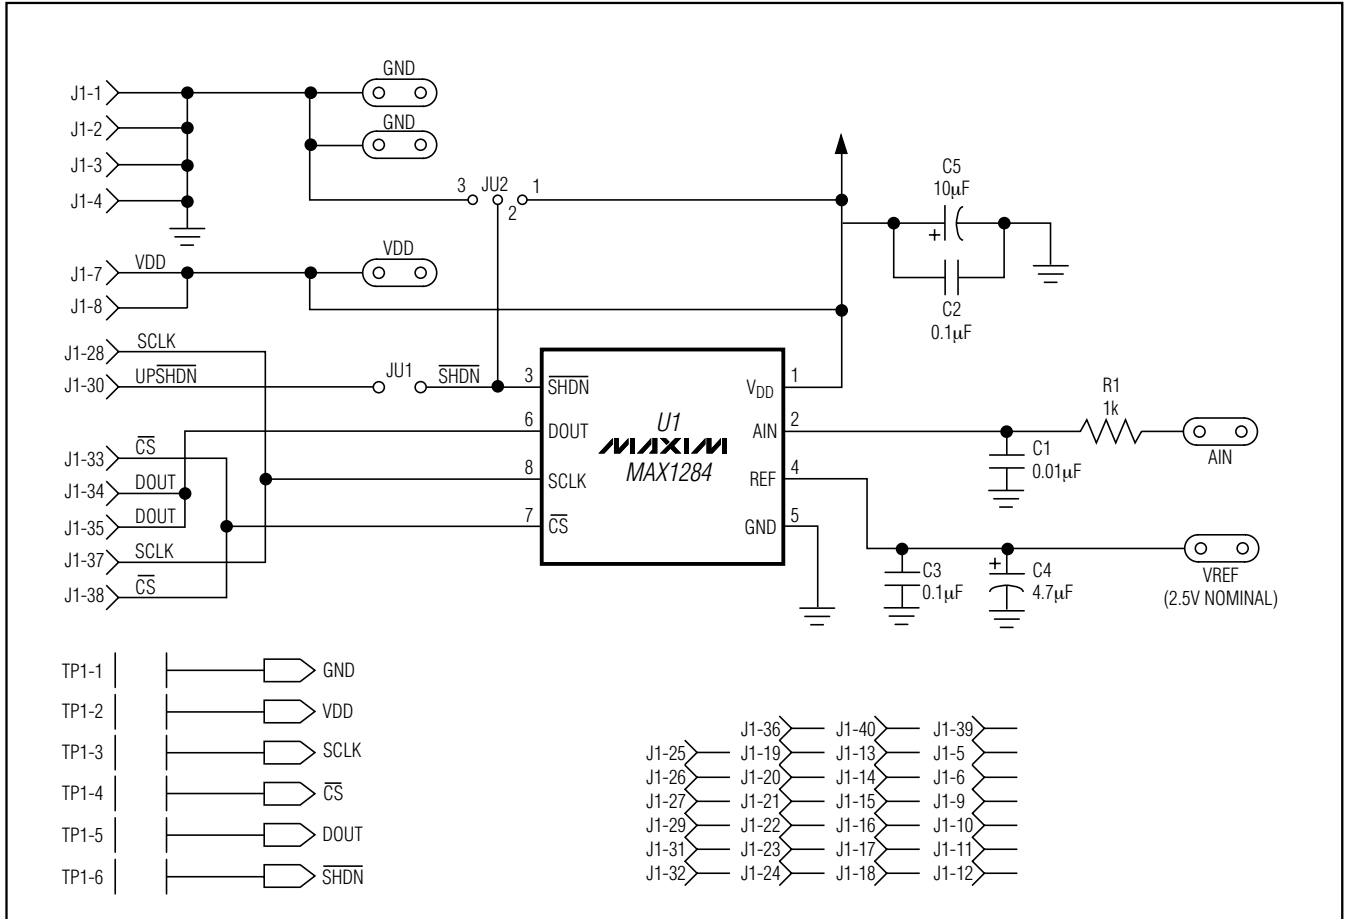 GND
J1-1
GND
J1-2
J1-3
J1-4
3 JU2 1
2
C5
10µF
+
VDD
J1-7 VDD
J1-8
C2
0.1µF
J1-28 SCLK
J1-30 UPSHDN
JU1
SHDN
3 SHDN
VDD 1
R1
1k
6 DOUT
U1
MAXIM
MAX1284
AIN 2
AIN
C1
0.01µF
J1-33 CS
8 SCLK
REF 4
J1-34 DOUT
J1-35 DOUT
7 CS
GND 5
J1-37 SCLK
J1-38 CS
C3
0.1µF
+
C4
4.7µF
VREF
(2.5V NOMINAL)
TP1-1 GND
TP1-2 VDD
TP1-3 SCLK
TP1-4 CS
TP1-5 DOUT
TP1-6 SHDN
J1-36 J1-40 J1-39
J1-25 J1-19 J1-13 J1-5
J1-26 J1-20 J1-14 J1-6
J1-27 J1-21 J1-15 J1-9
J1-29 J1-22 J1-16 J1-10
J1-31 J1-23 J1-17 J1-11
J1-32 J1-24 J1-18 J1-12